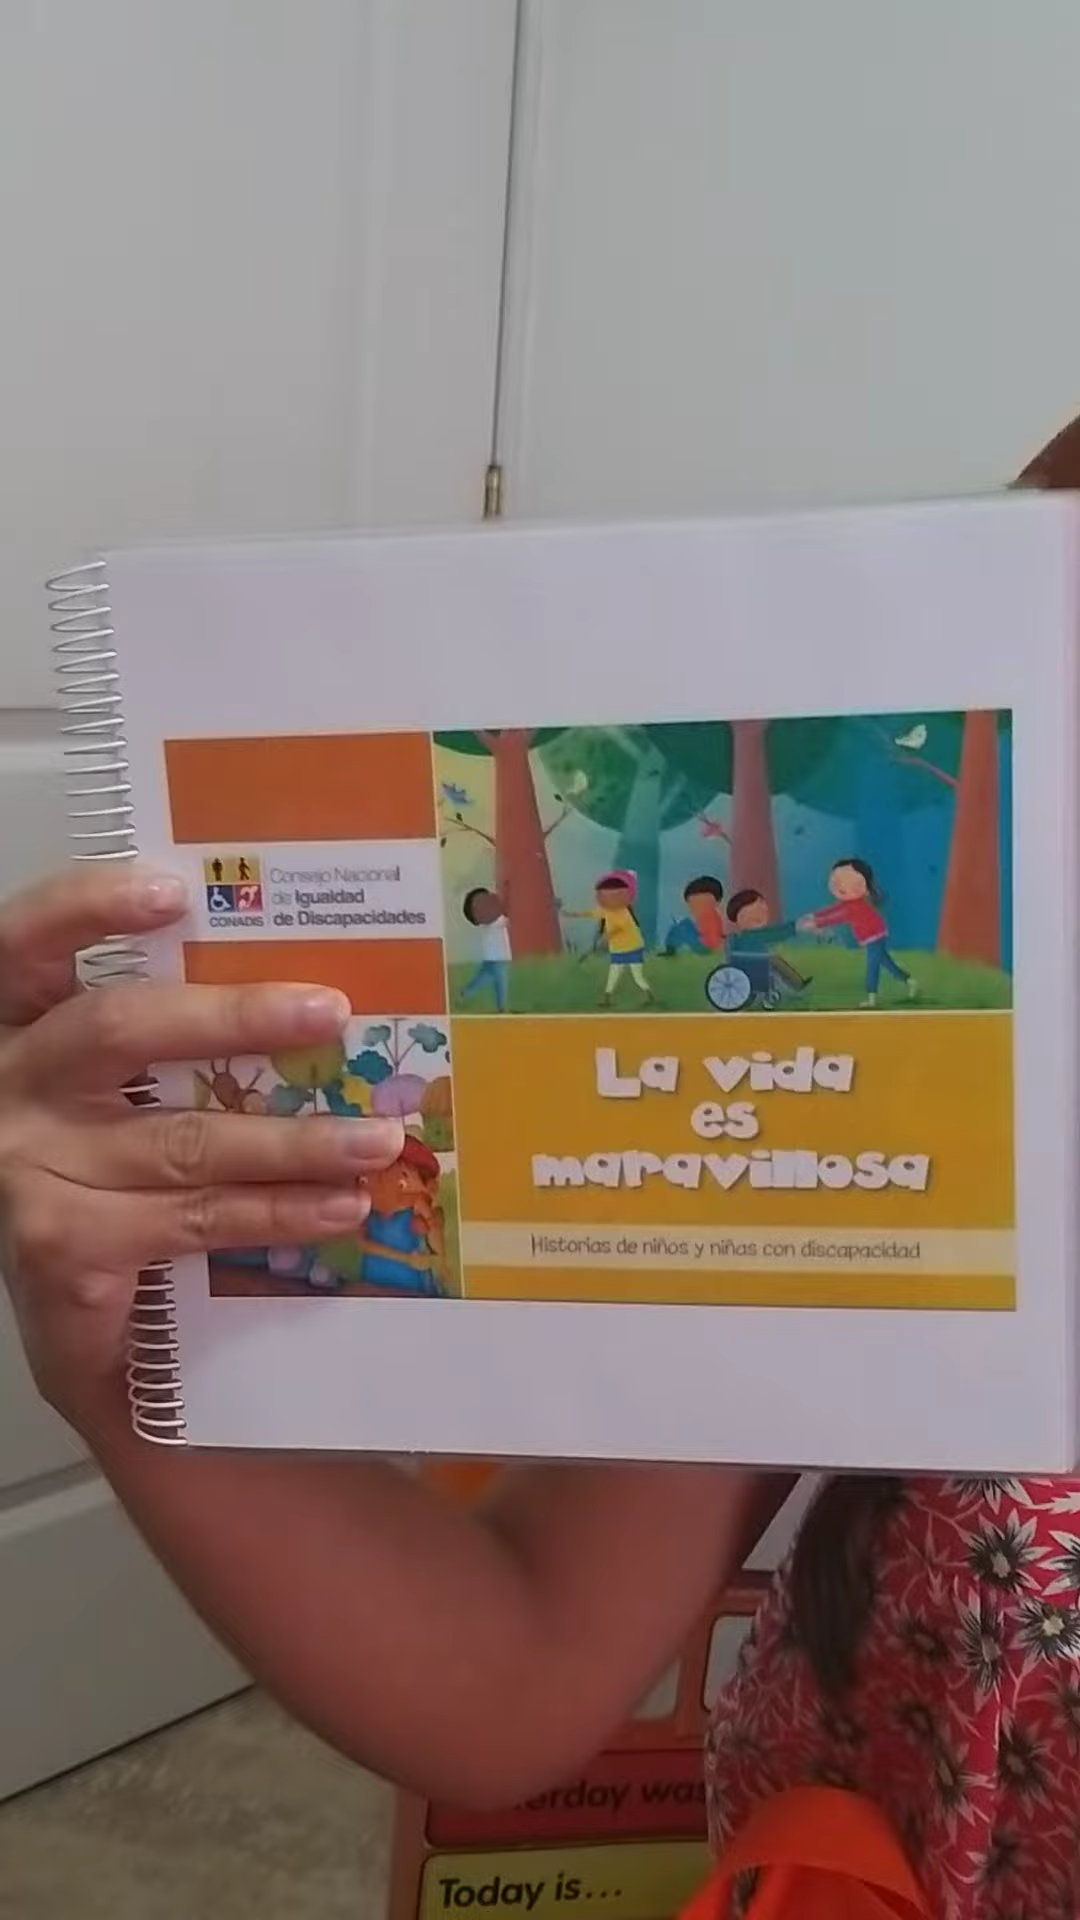 Consejo Nacional
de Igualdad
de Discapacidades
CONADIS
La vida
es
maravillosa
Historias de niños y niñas con discapacidad
was
Today is...